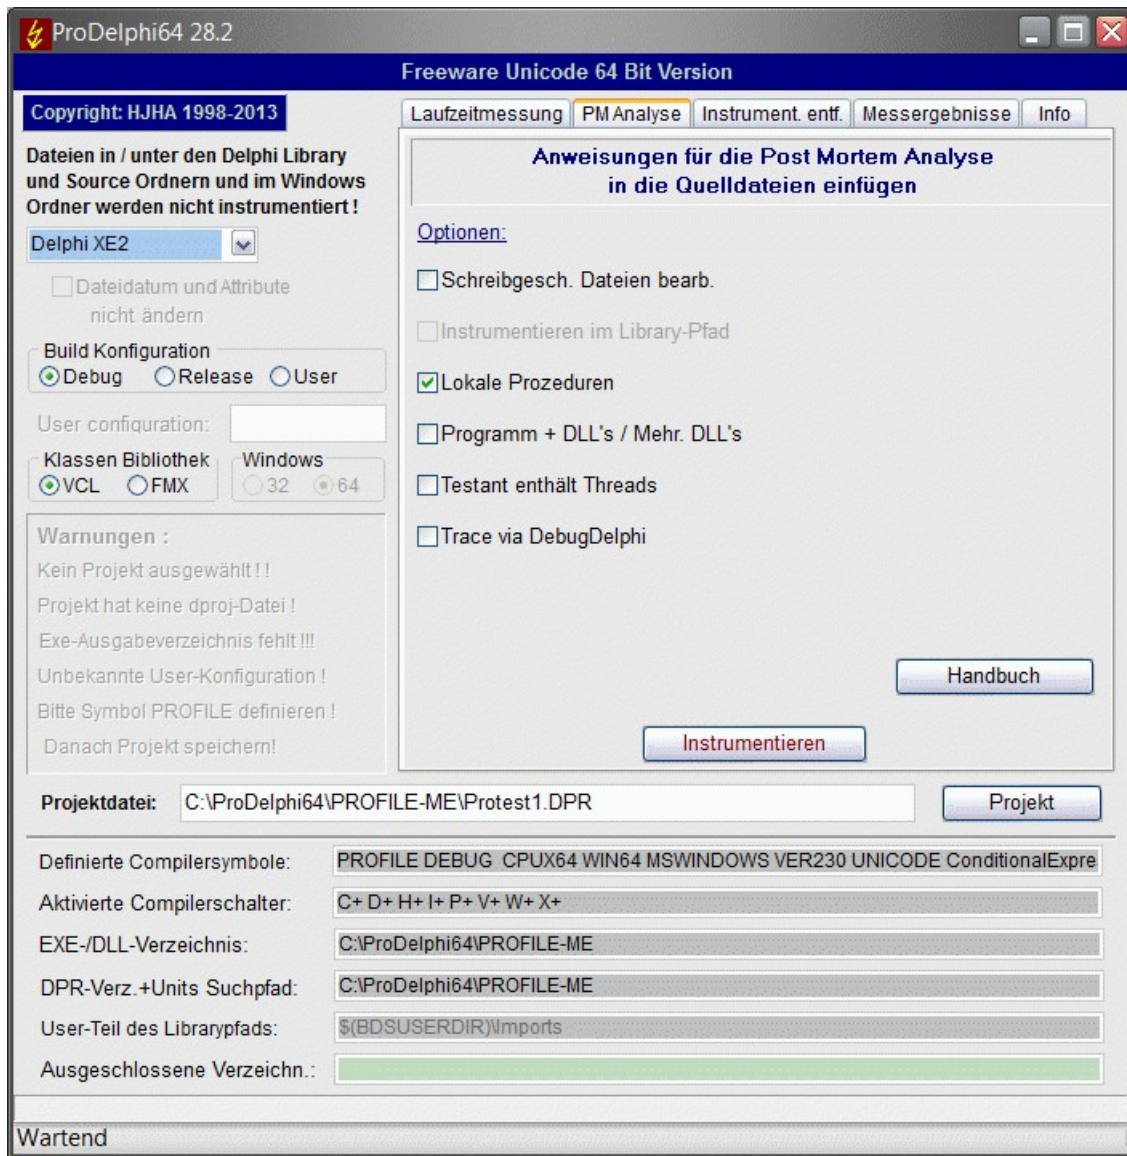 ProDelphi64 28.2
Freeware Unicode 64 Bit Version
Copyright: HJHA 1998-2013
Dateien in / unter den Delphi Library
und Source Ordnern und im Windows
Ordner werden nicht instrumentiert !
Delphi XE2
Dateidatum und Attribute
nicht ändern
Build Konfiguration
Debug Release User
User configuration:
Klassen Bibliothek Windows
VCL FMX 32 64
Warnungen :
Kein Projekt ausgewählt ! !
Projekt hat keine dproj-Datei !
Exe-Ausgabeverzeichnis fehlt !!!
Unbekannte User-Konfiguration !
Bitte Symbol PROFILE definieren !
Danach Projekt speichern!
Laufzeitmessung PM Analyse Instrument. entf. Messergebnisse Info
Anweisungen für die Post Mortem Analyse
in die Quelldateien einfügen
Optionen:
Schreibgesch. Dateien bearb.
Instrumentieren im Library-Pfad
Lokale Prozeduren
Programm + DLL's / Mehr. DLL's
Testant enthält Threads
Trace via DebugDelphi
Handbuch
Instrumentieren
Projektdatei: C:\ProDelphi64\PROFILE-ME\Protest1.DPR Projekt
Definierte Compilersymbole: PROFILE DEBUG CPUX64 WIN64 MSWINDOWS VER230 UNICODE ConditionalExpre
Aktivierte Compilerschalter: C+ D+ H+ I+ P+ V+ W+ X+
EXE-/DLL-Verzeichnis: C:\ProDelphi64\PROFILE-ME
DPR-Verz.+Units Suchpfad: C:\ProDelphi64\PROFILE-ME
User-Teil des Librarypfads: $(BDSUSERDIR)\Imports
Ausgeschlossene Verzeichn.:
Wartend